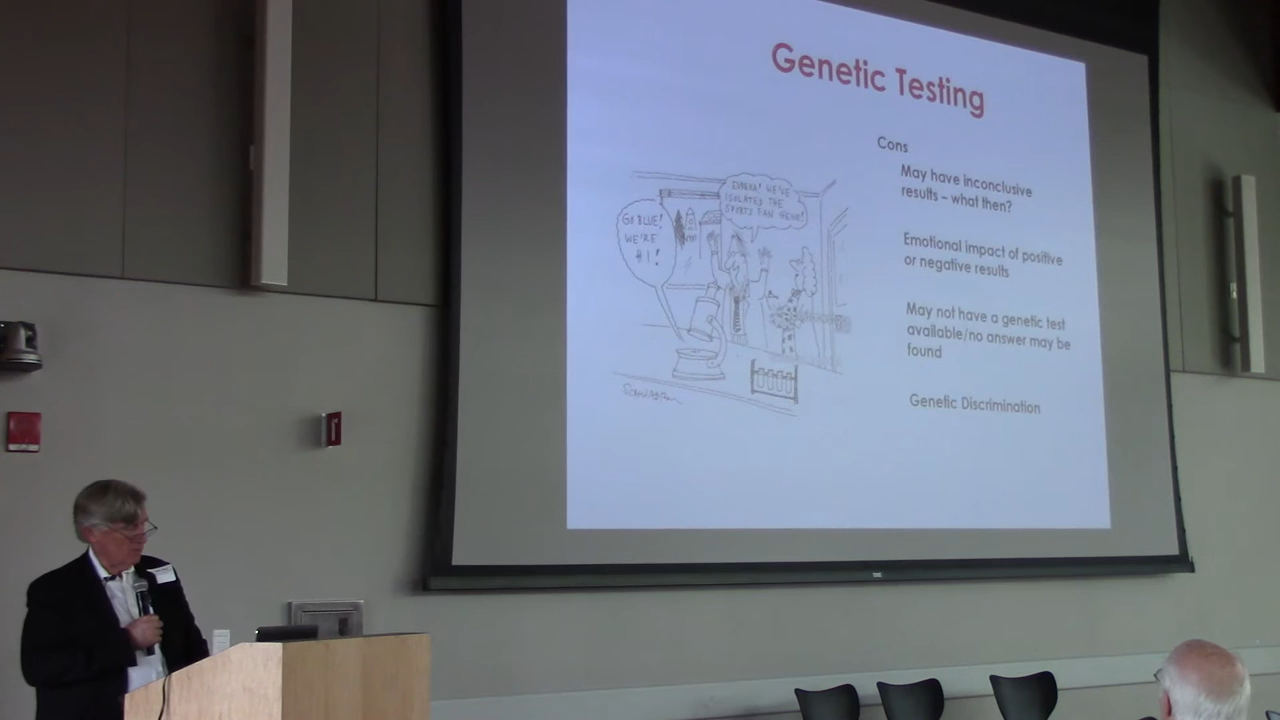 Genetic Testing
Cons
May have inconclusive
results – what then?
Emotional impact of positive
or negative results
May not have a genetic test
available/no answer may be
found
Genetic Discrimination
EUREKA! WE'VE
ISOLATED THE
SPORTS FAN GENE!
GO BLUE!
WE'RE
#1!